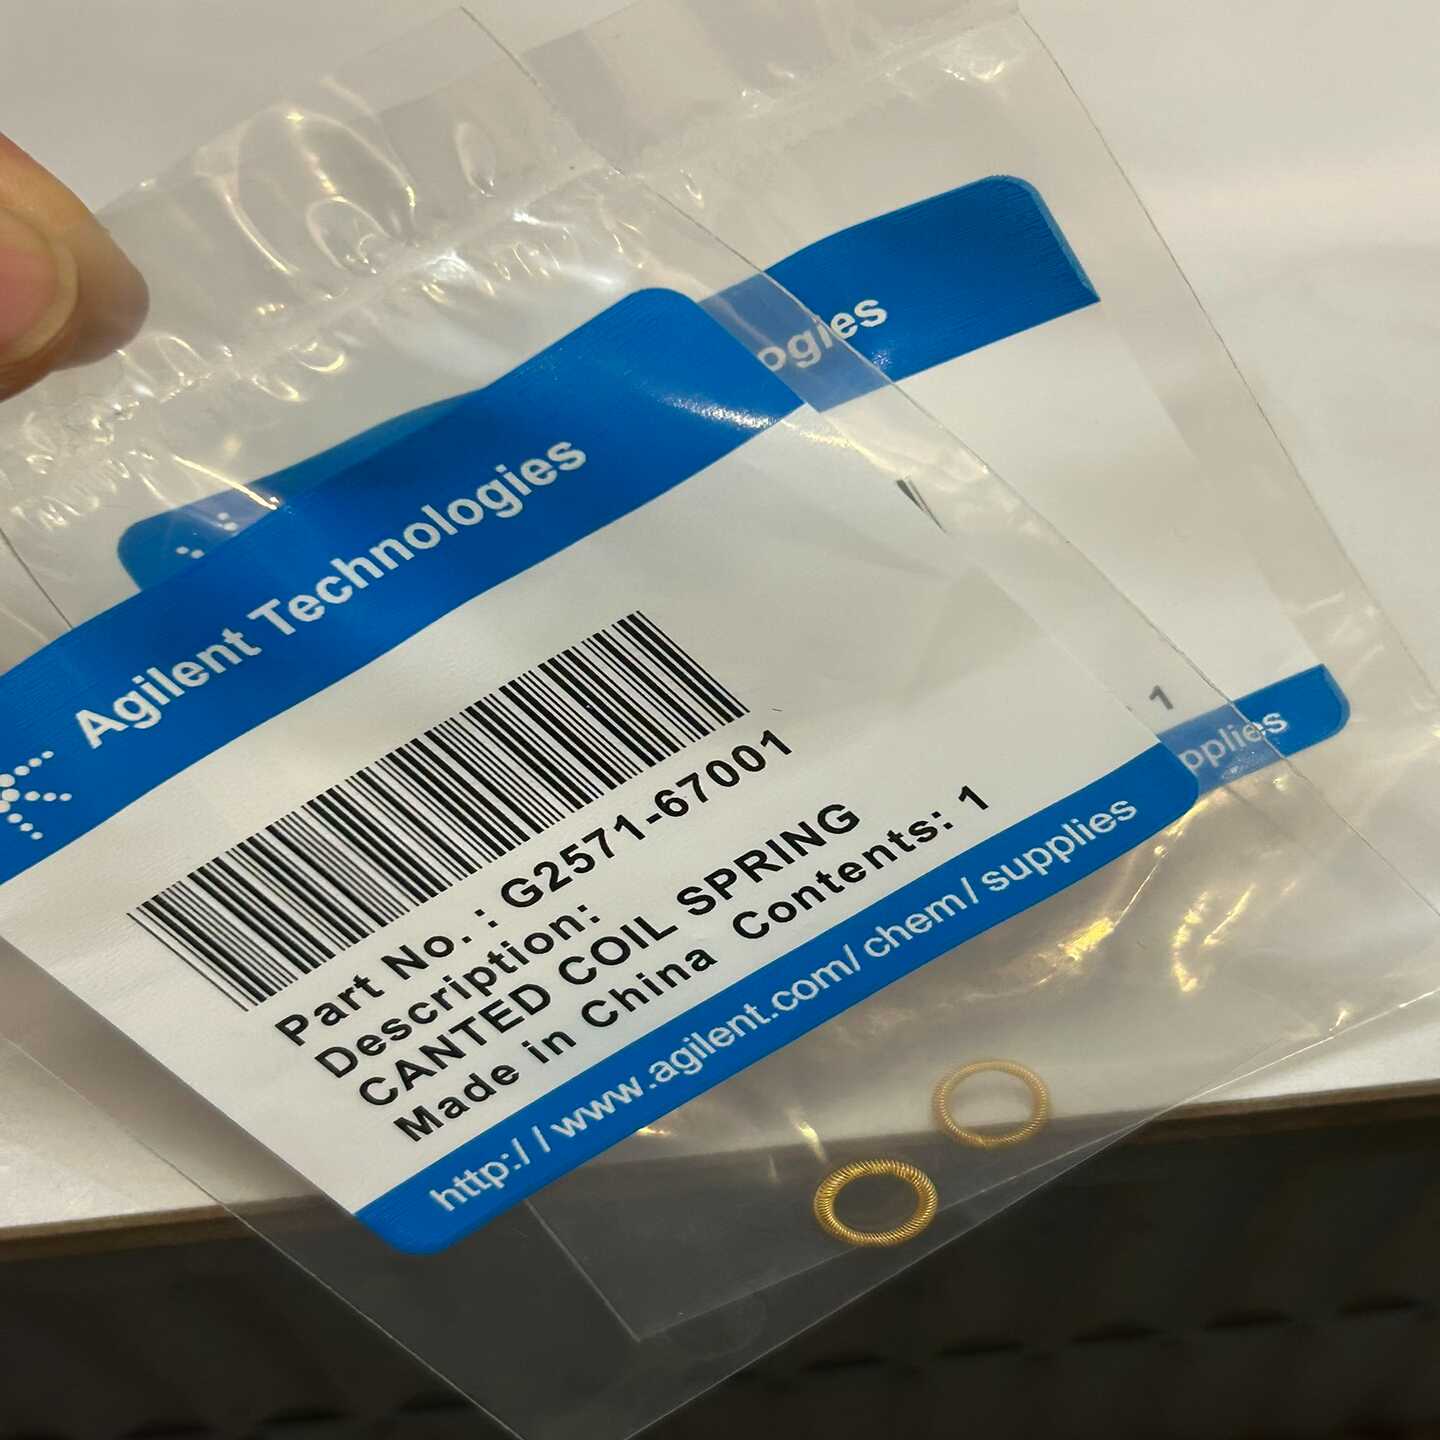 Agilent Technologies
ogies
Part No. : G2571-67001
Description:
CANTED COIL SPRING
Made in China Contents: 1
http://www.agilent.com/chem/supplies
1
pplies